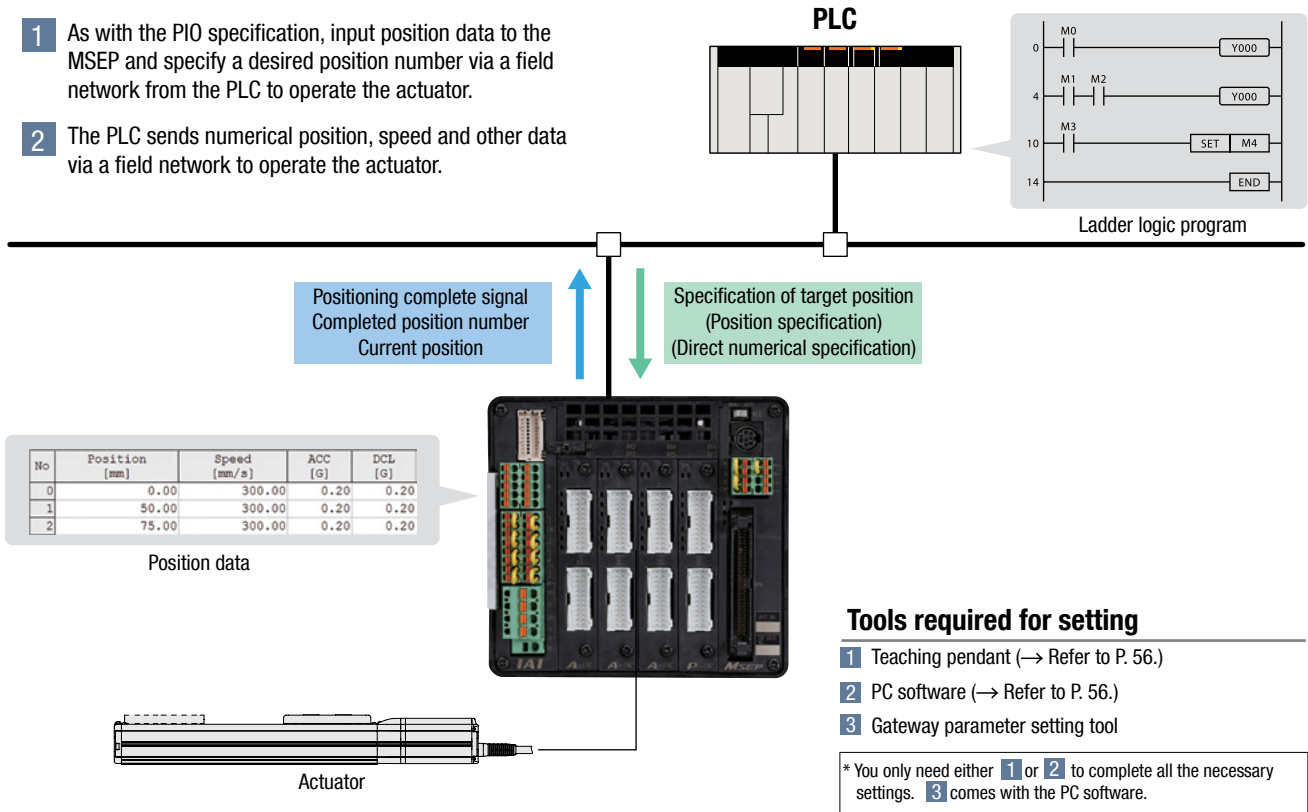 1 As with the PIO specification, input position data to the
MSEP and specify a desired position number via a field
network from the PLC to operate the actuator.
2 The PLC sends numerical position, speed and other data
via a field network to operate the actuator.
PLC
M0
0 Y000
M1 M2
4 Y000
M3
10 SET M4
14 END
Ladder logic program
Positioning complete signal
Completed position number
Current position
Specification of target position
(Position specification)
(Direct numerical specification)
No Position [mm] Speed [mm/s] ACC [G] DCL [G]
0 0.00 300.00 0.20 0.20
1 50.00 300.00 0.20 0.20
2 75.00 300.00 0.20 0.20
Position data
IAI A A A P MSEP
Actuator
Tools required for setting
1 Teaching pendant (→ Refer to P. 56.)
2 PC software (→ Refer to P. 56.)
3 Gateway parameter setting tool
* You only need either 1 or 2 to complete all the necessary
settings. 3 comes with the PC software.